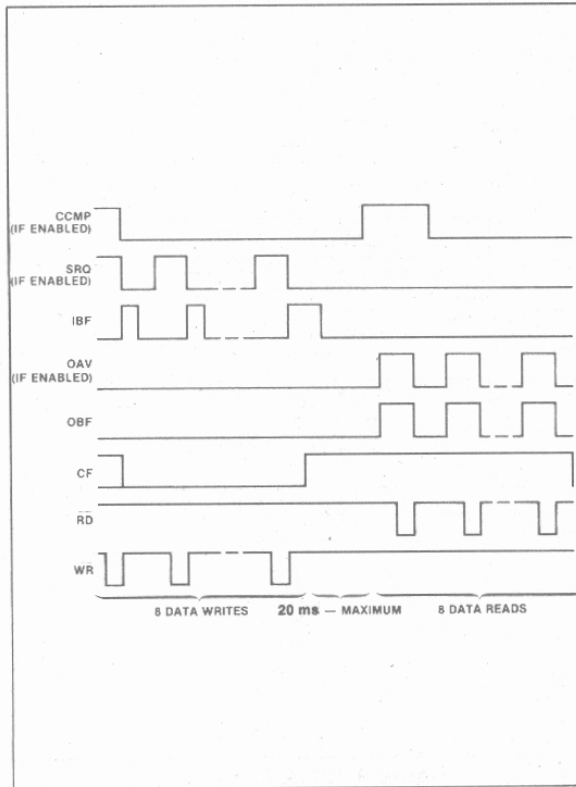 CCMP
(IF ENABLED)
SRQ
(IF ENABLED)
IBF
OAV
(IF ENABLED)
OBF
CF
RD
WR
8 DATA WRITES 20 ms — MAXIMUM 8 DATA READS